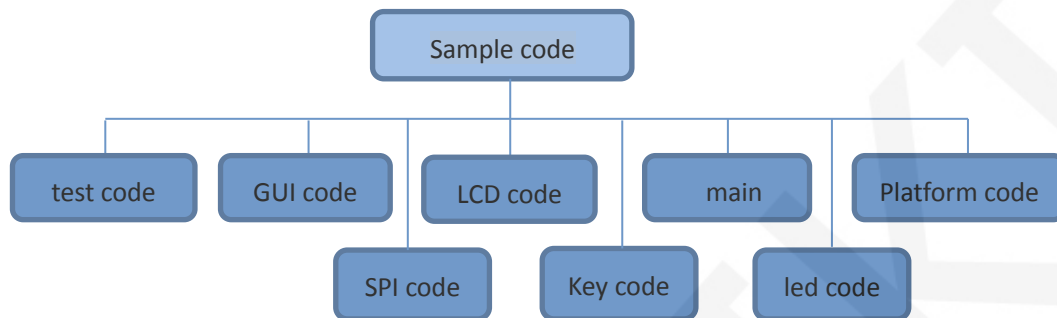 Sample code
test code
GUI code
LCD code
main
Platform code
SPI code
Key code
led code